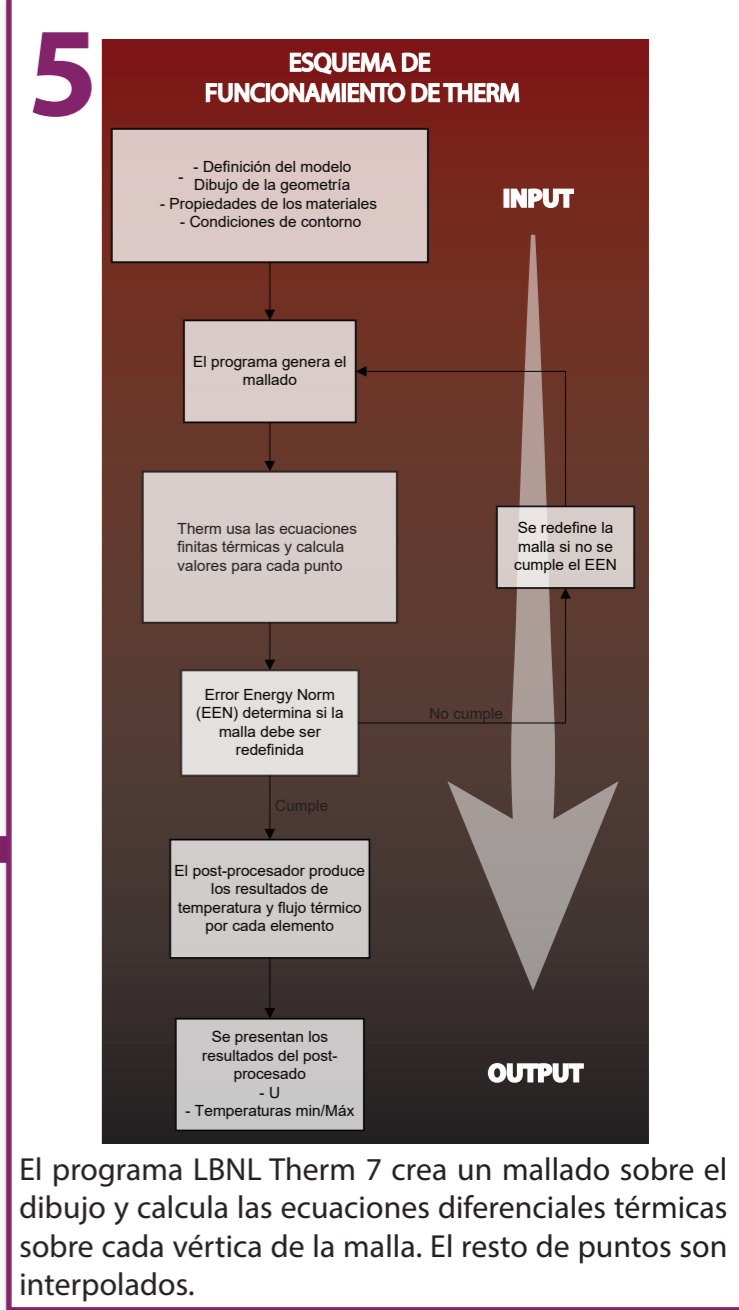 5
ESQUEMA DE
FUNCIONAMIENTO DE THERM
- Definición del modelo
- Dibujo de la geometría
- Propiedades de los materiales
- Condiciones de contorno
INPUT
El programa genera el
mallado
Therm usa las ecuaciones
finitas térmicas y calcula
valores para cada punto
Se redefine la
malla si no se
cumple el EEN
Error Energy Norm
(EEN) determina si la
malla debe ser
redefinida
No cumple
Cumple
El post-procesador produce
los resultados de
temperatura y flujo térmico
por cada elemento
Se presentan los
resultados del post-
procesado
- U
- Temperaturas min/Máx
OUTPUT
El programa LBNL Therm 7 crea un mallado sobre el
dibujo y calcula las ecuaciones diferenciales térmicas
sobre cada vértica de la malla. El resto de puntos son
interpolados.